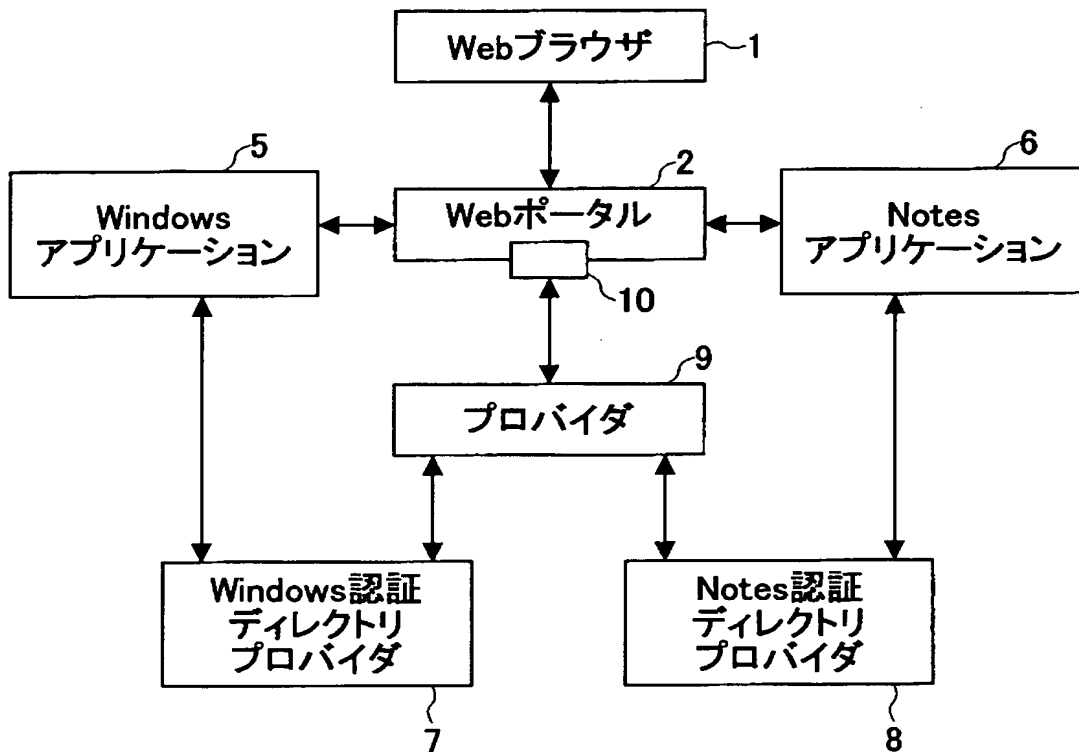 Webブラウザ
1
5
2
6
Windows
アプリケーション
Webポータル
Notes
アプリケーション
10
9
プロバイダ
Windows認証
ディレクトリ
プロバイダ
Notes認証
ディレクトリ
プロバイダ
7
8